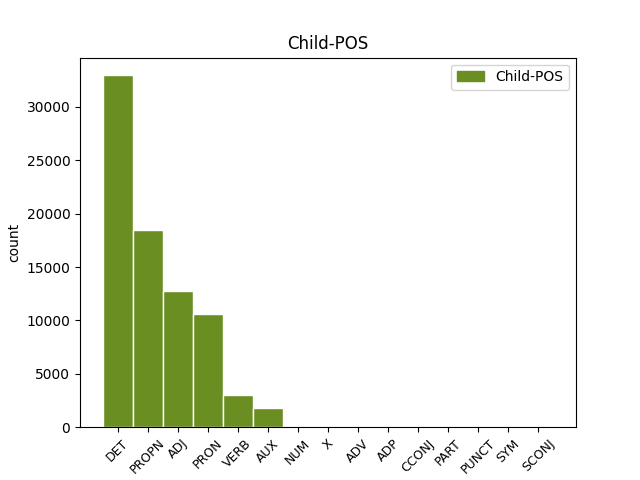 Child-POS
Child-POS
count
30000
25000
20000
15000
10000
5000
0
DET PROPN ADJ PRON VERB AUX NUM X ADV ADP CCONJ PART PUNCT SYM SCONJ